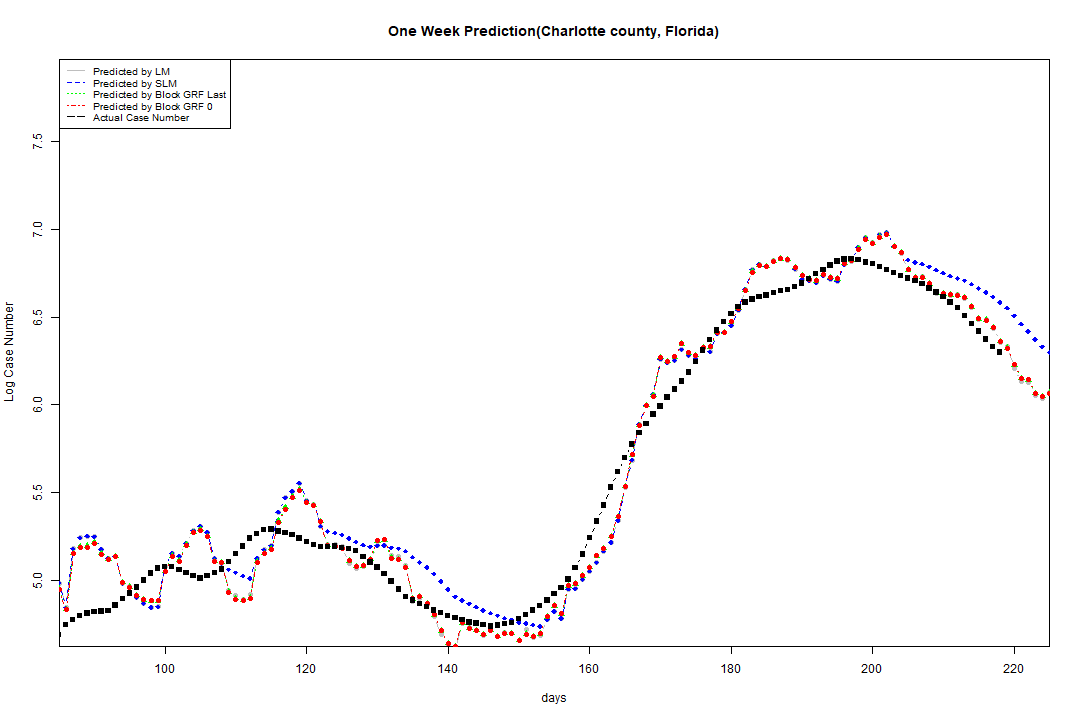 One Week Prediction(Charlotte county, Florida)
Predicted by LM
Predicted by SLM
Predicted by Block GRF Last
Predicted by Block GRF 0
Actual Case Number
Log Case Number
7.5
7.0
6.5
6.0
5.5
5.0
100 120 140 160 180 200 220
days